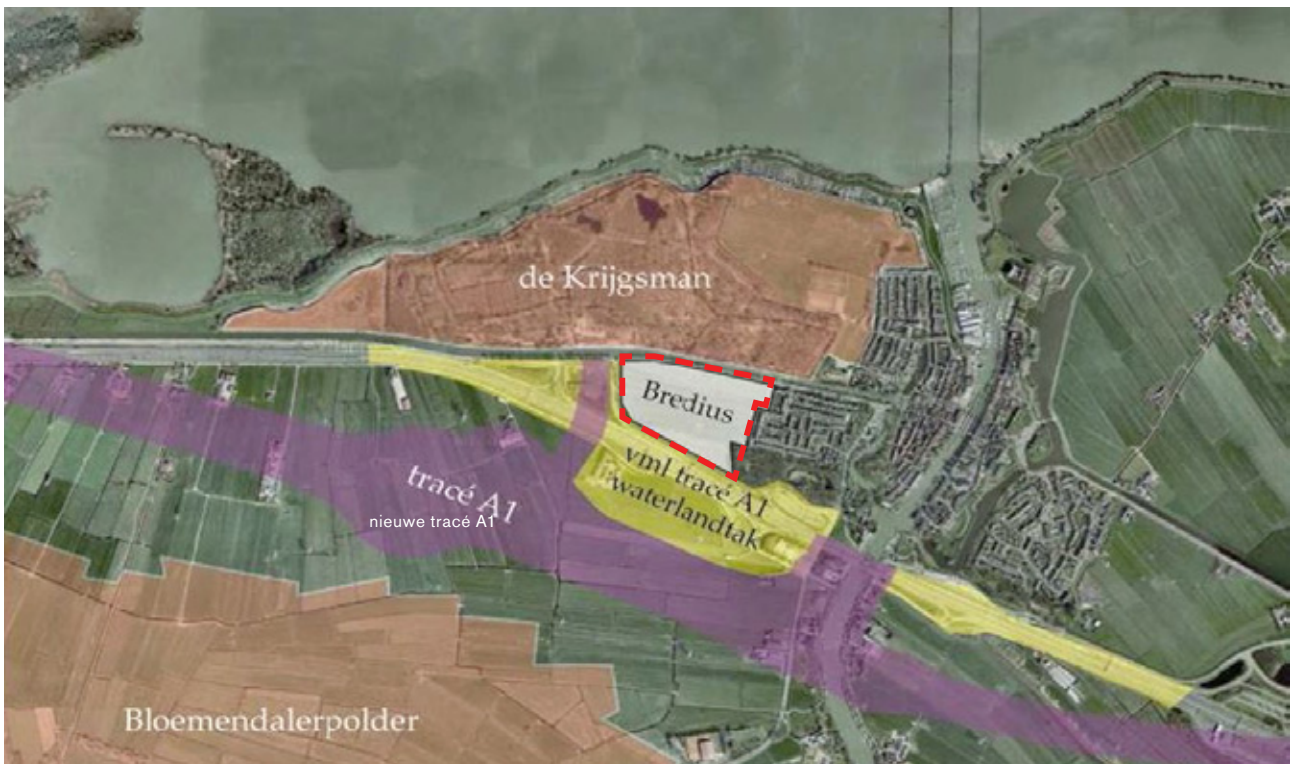 de Krijgsman
Bredius
vml tracé A1
waterlandtak
tracé A1
nieuwe tracé A1
Bloemendalerpolder